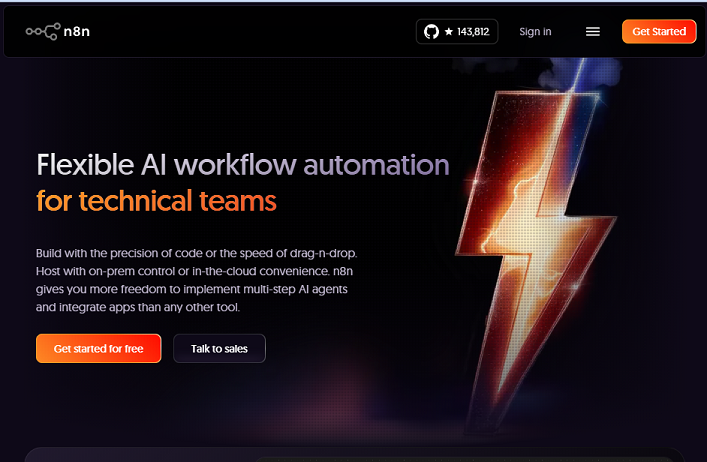 n8n
★ 143,812
Sign in
Get Started
Flexible AI workflow automation
for technical teams
Build with the precision of code or the speed of drag-n-drop.
Host with on-prem control or in-the-cloud convenience. n8n
gives you more freedom to implement multi-step AI agents
and integrate apps than any other tool.
Get started for free
Talk to sales